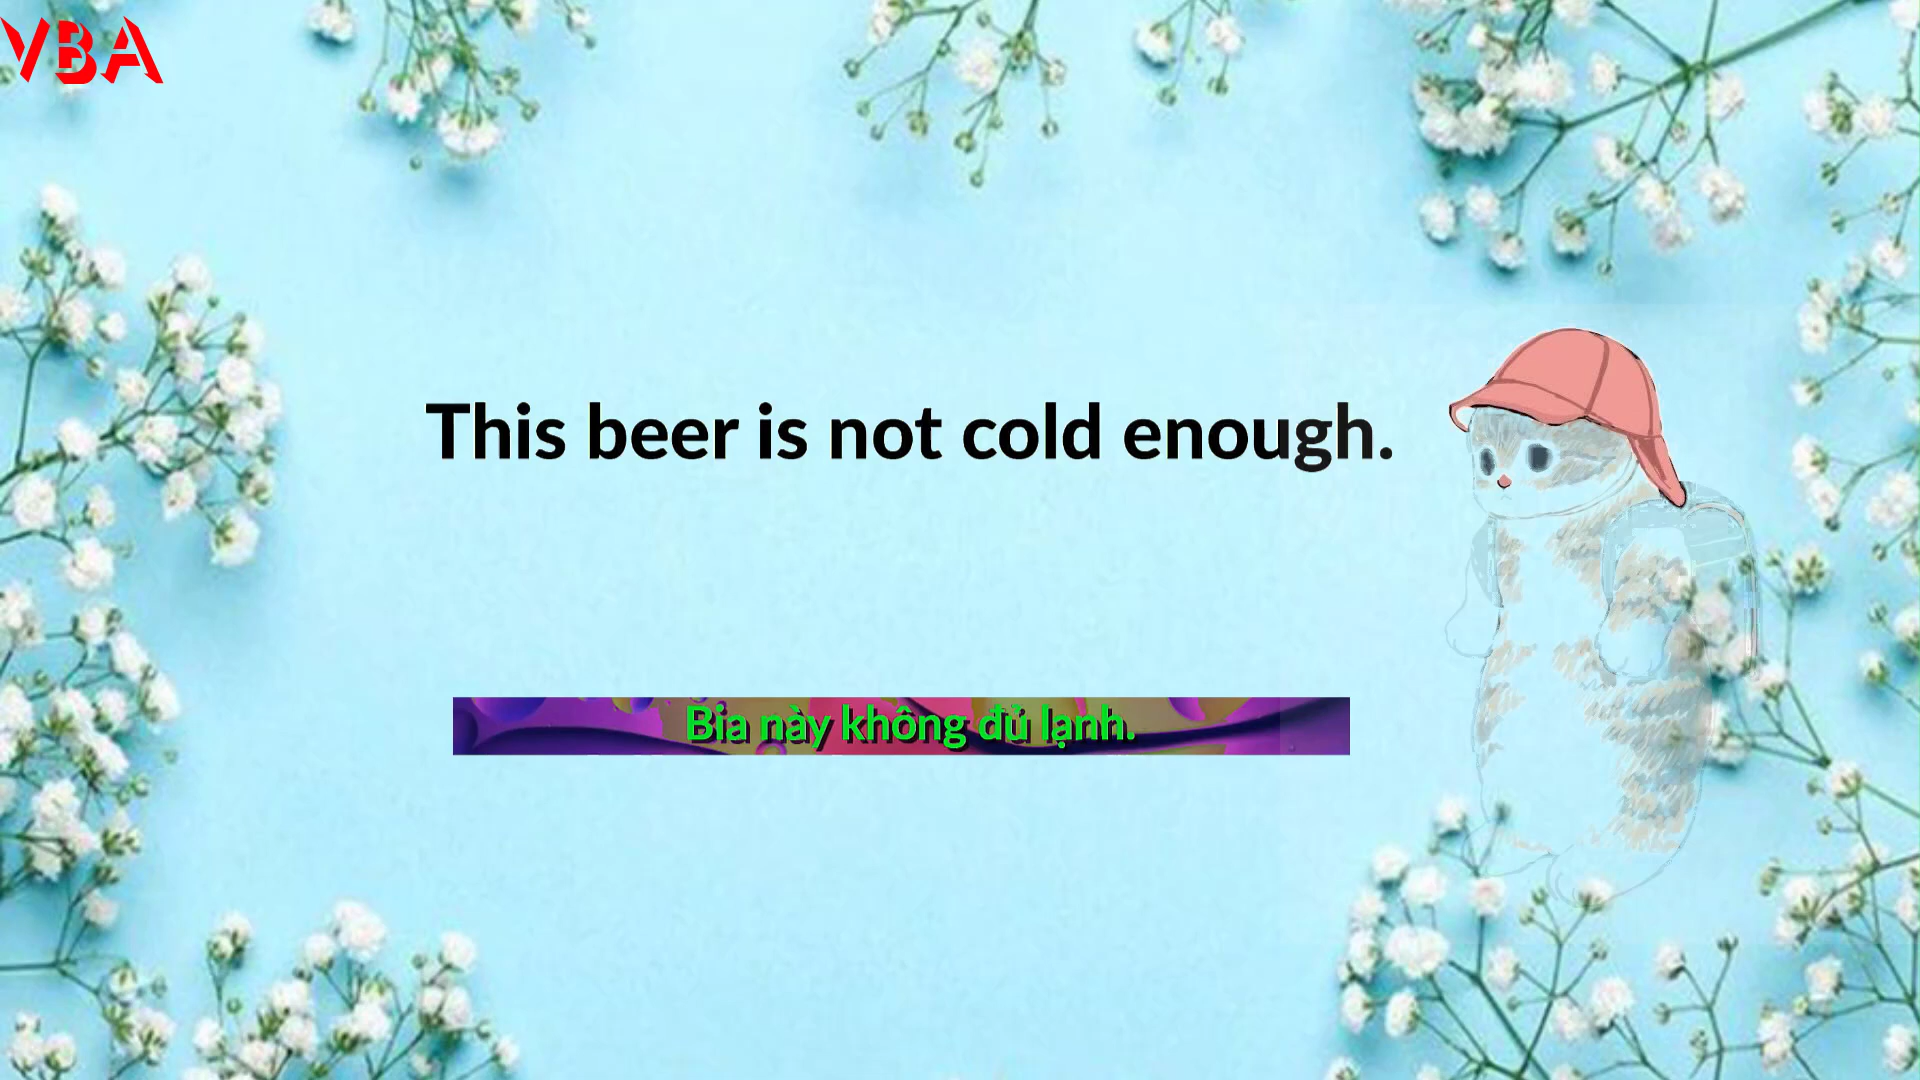 VBA
This beer is not cold enough.
Bia này không đủ lạnh.